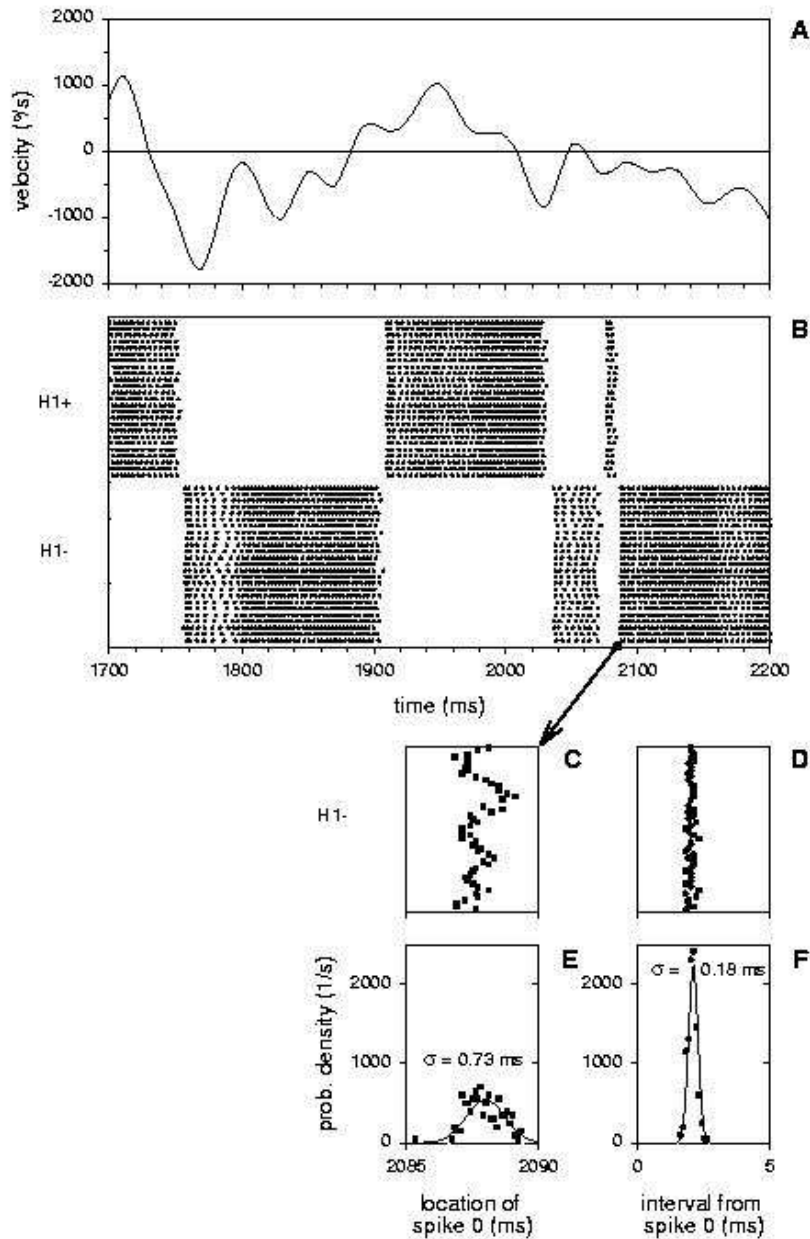 2000
A
1000
0
-1000
-2000
velocity (º/s)
B
H1+
H1-
1700 1800 1900 2000 2100 2200
time (ms)
C
D
H1-
E
F
σ = 0.18 ms
2000
σ = 0.73 ms
1000
0
prob. density (1/s)
2085 2090 0 5
location of
spike 0 (ms)
interval from
spike 0 (ms)